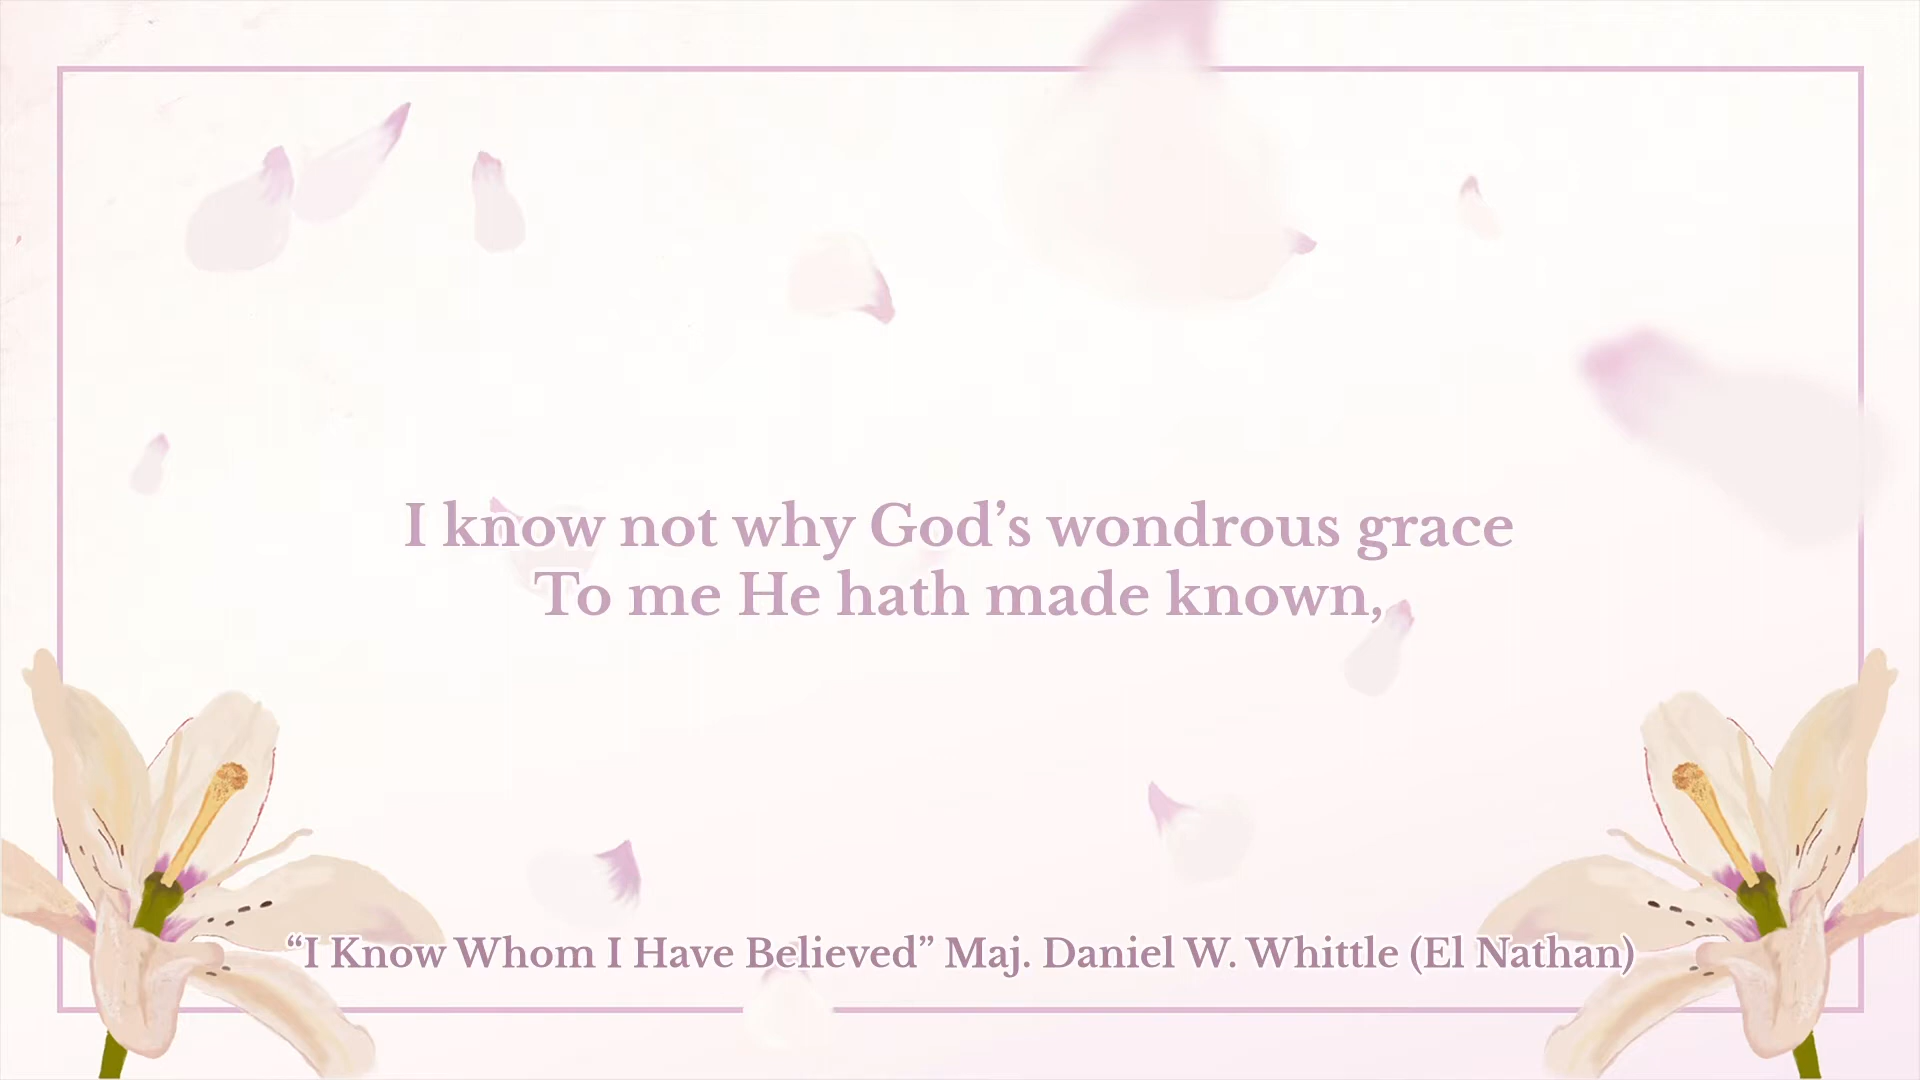 I know not why God’s wondrous grace
To me He hath made known,
“I Know Whom I Have Believed” Maj. Daniel W. Whittle (El Nathan)